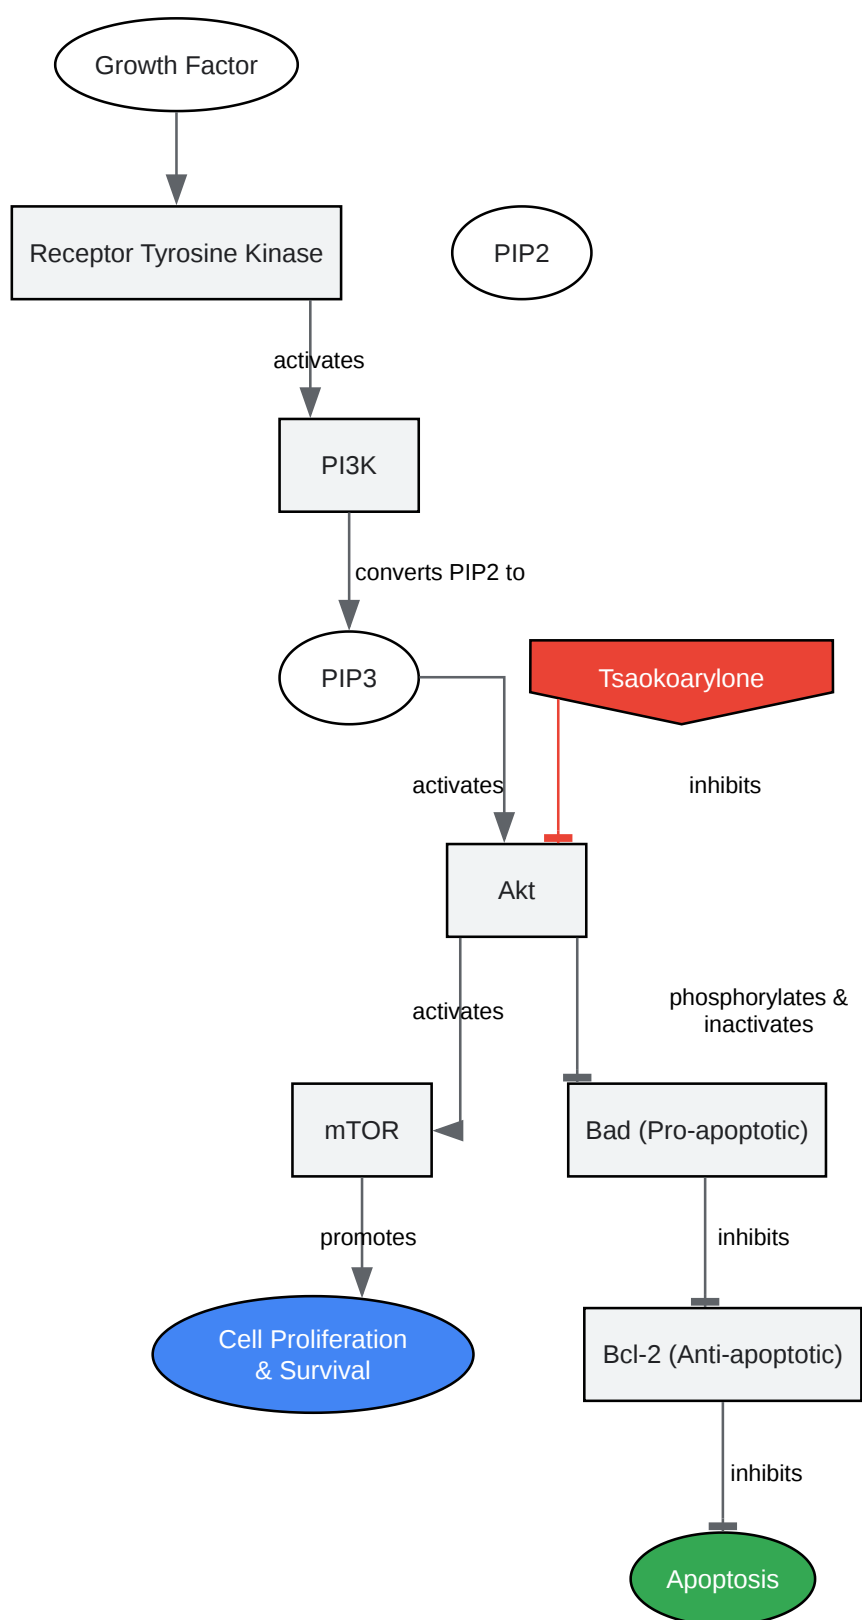 Growth Factor
Receptor Tyrosine Kinase
PIP2
activates
PI3K
converts PIP2 to
PIP3
Tsaokoarylone
activates
inhibits
Akt
activates
phosphorylates &
inactivates
mTOR
Bad (Pro-apoptotic)
promotes
inhibits
Cell Proliferation
& Survival
Bcl-2 (Anti-apoptotic)
inhibits
Apoptosis